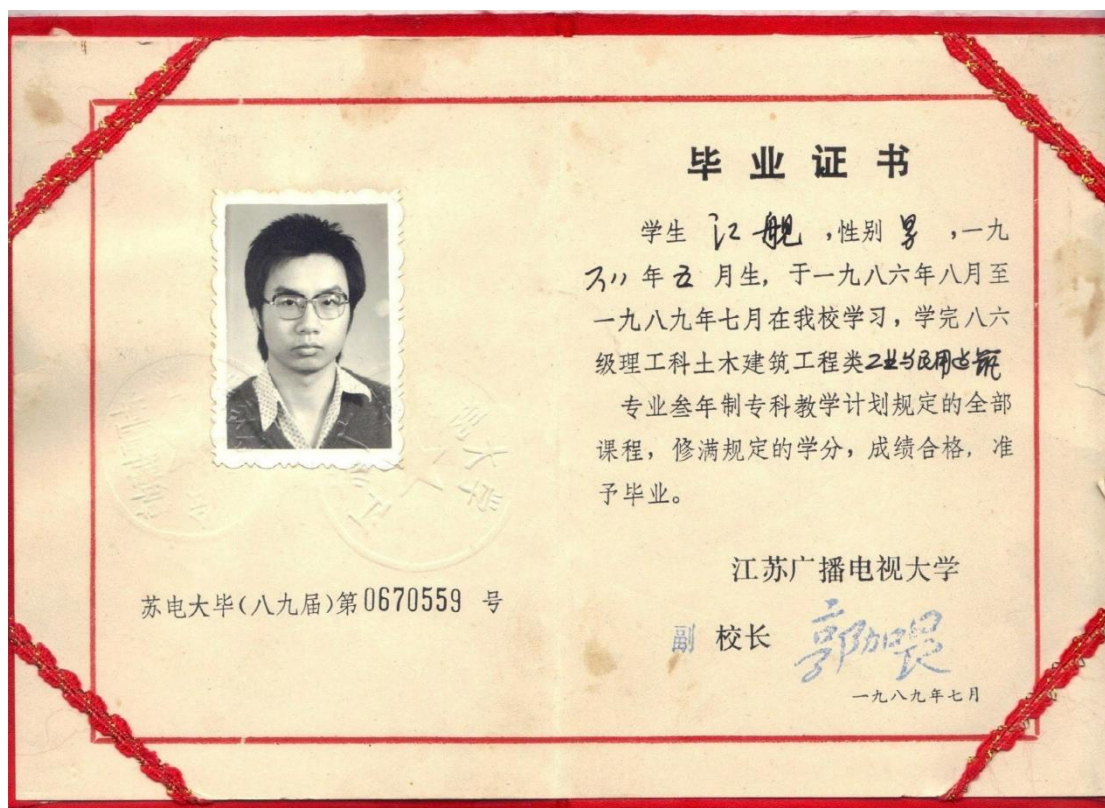 毕业证书
学生 江舰 ,性别 男 ,一九
六八年五月生, 于一九八六年八月至
一九八九年七月在我校学习, 学完八六
级理工科土木建筑工程类工业与民用建筑
专业叁年制专科教学计划规定的全部
课程, 修满规定的学分, 成绩合格, 准
予毕业。
江苏广播电视大学
副 校长
一九八九年七月
苏电大毕(八九届)第0670559 号